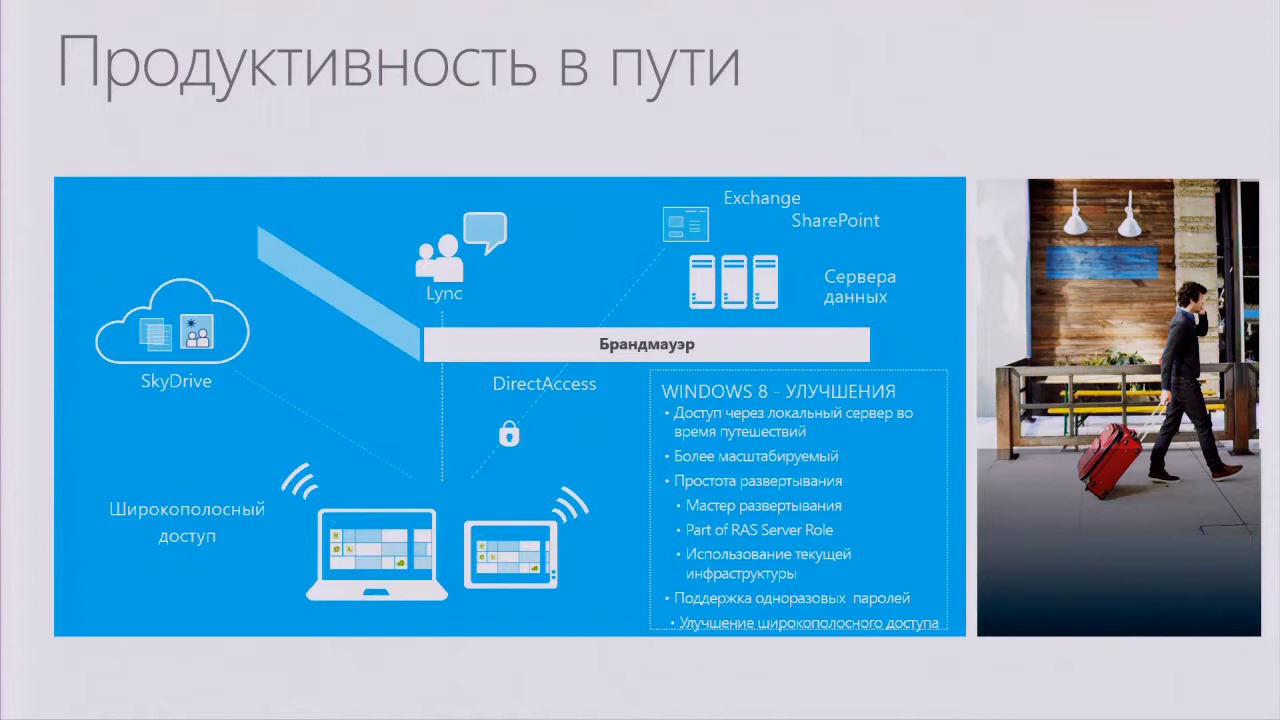 Продуктивность в пути
Exchange
SharePoint
Lync
Сервера
данных
Брандмауэр
SkyDrive
DirectAccess
WINDOWS 8 - УЛУЧШЕНИЯ
• Доступ через локальный сервер во
время путешествий
• Более масштабируемый
• Простота развертывания
• Мастер развертывания
• Part of RAS Server Role
• Использование текущей
инфраструктуры
• Поддержка одноразовых паролей
• Улучшение широкополосного доступа
Широкополосный
доступ